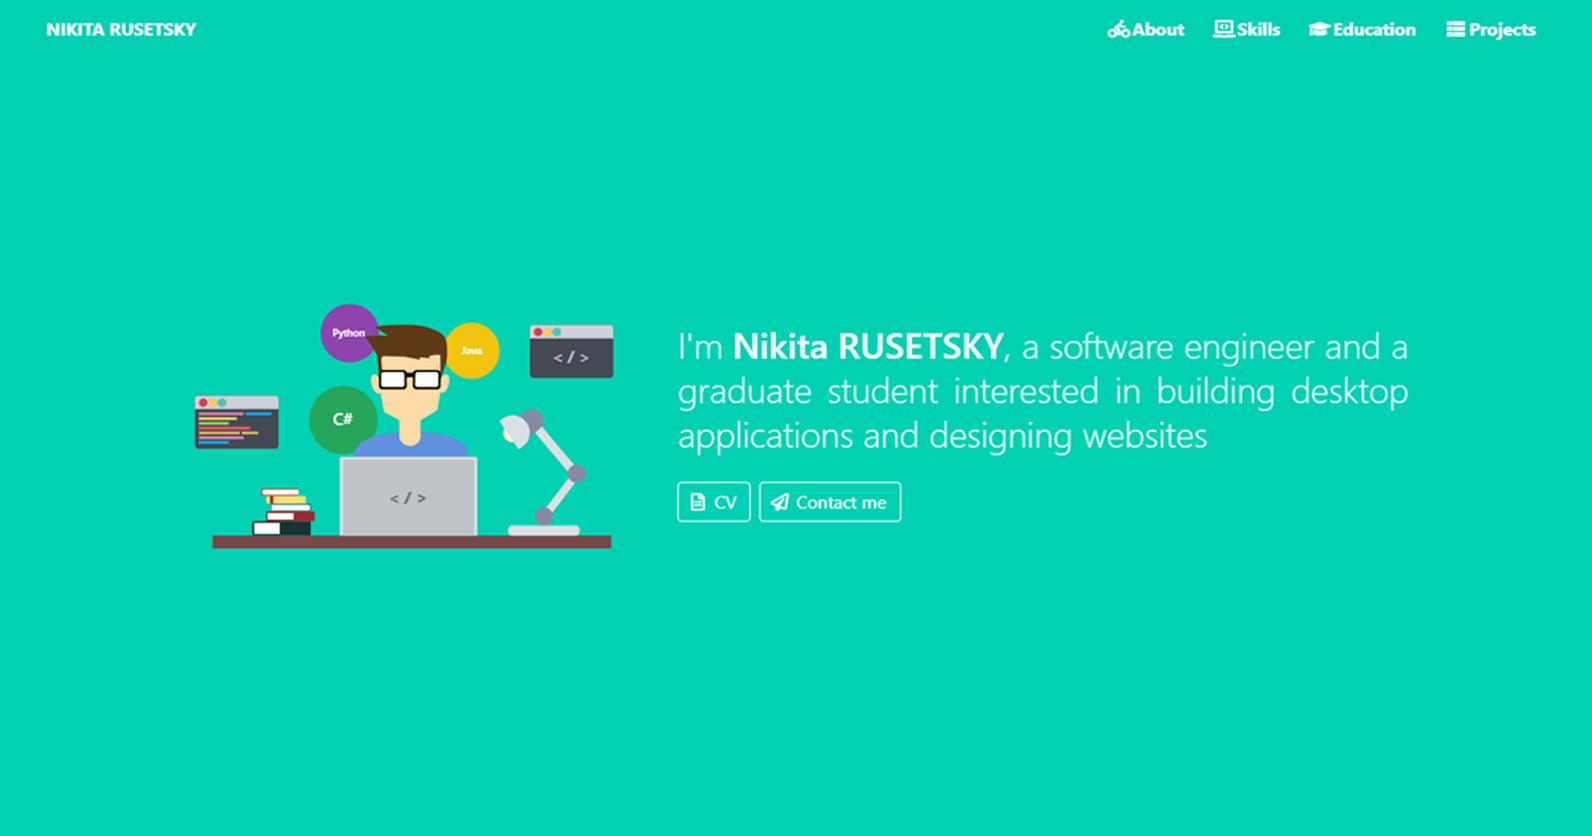 NIKITA RUSETSKY
About
Skills
Education
Projects
Python
Java
</>
C#
</>
I'm Nikita RUSETSKY, a software engineer and a
graduate student interested in building desktop
applications and designing websites
CV
Contact me